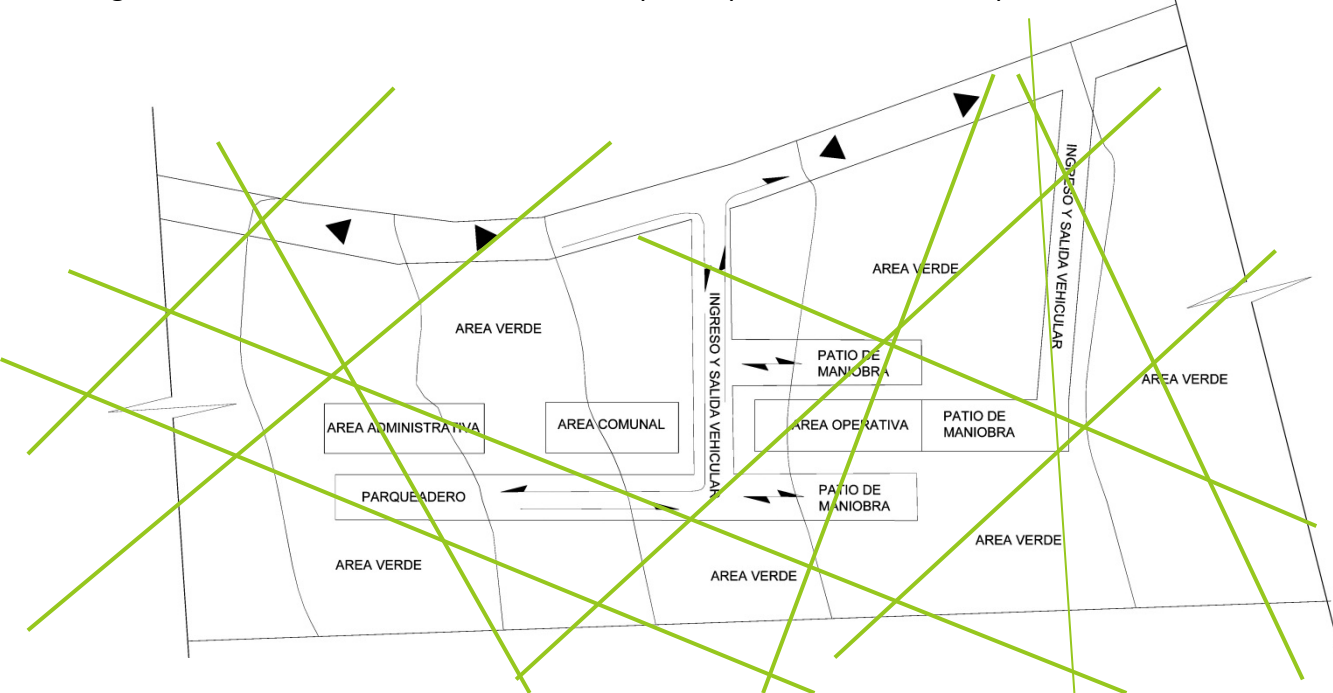 INGRESO Y SALIDA VEHICULAR
AREA VERDE
AREA VERDE
INGRESO Y SALIDA VEHICULAR
PATIO DE
MANIOBRA
AREA VERDE
AREA ADMINISTRATIVA
AREA COMUNAL
AREA OPERATIVA
PATIO DE
MANIOBRA
PARQUEADERO
PATIO DE
MANIOBRA
AREA VERDE
AREA VERDE
AREA VERDE